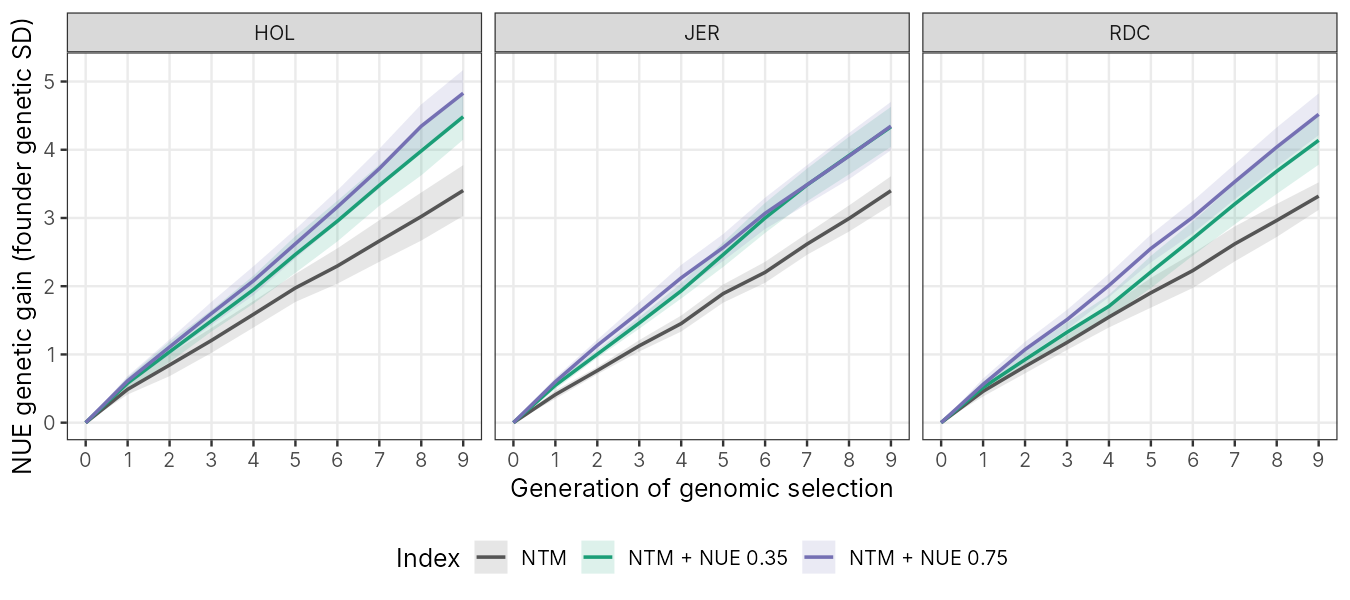 HOL JER RDC
NUE genetic gain (founder genetic SD)
5
4
3
2
1
0
0 1 2 3 4 5 6 7 8 9 0 1 2 3 4 5 6 7 8 9 0 1 2 3 4 5 6 7 8 9
Generation of genomic selection
Index NTM NTM + NUE 0.35 NTM + NUE 0.75